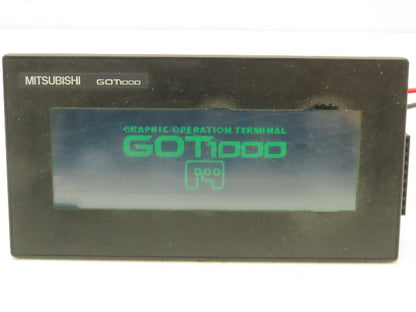 MITSUBISHI GOT1000
GRAPHIC OPERATION TERMINAL
GOT1000